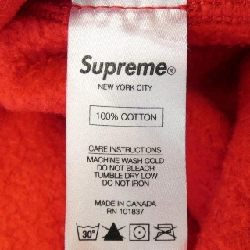 Supreme®
NEW YORK CITY
100% COTTON
CARE INSTRUCTIONS
MACHINE WASH COLD
DO NOT BLEACH
TUMBLE DRY LOW
DO NOT IRON
MADE IN CANADA
RN 101837
30°